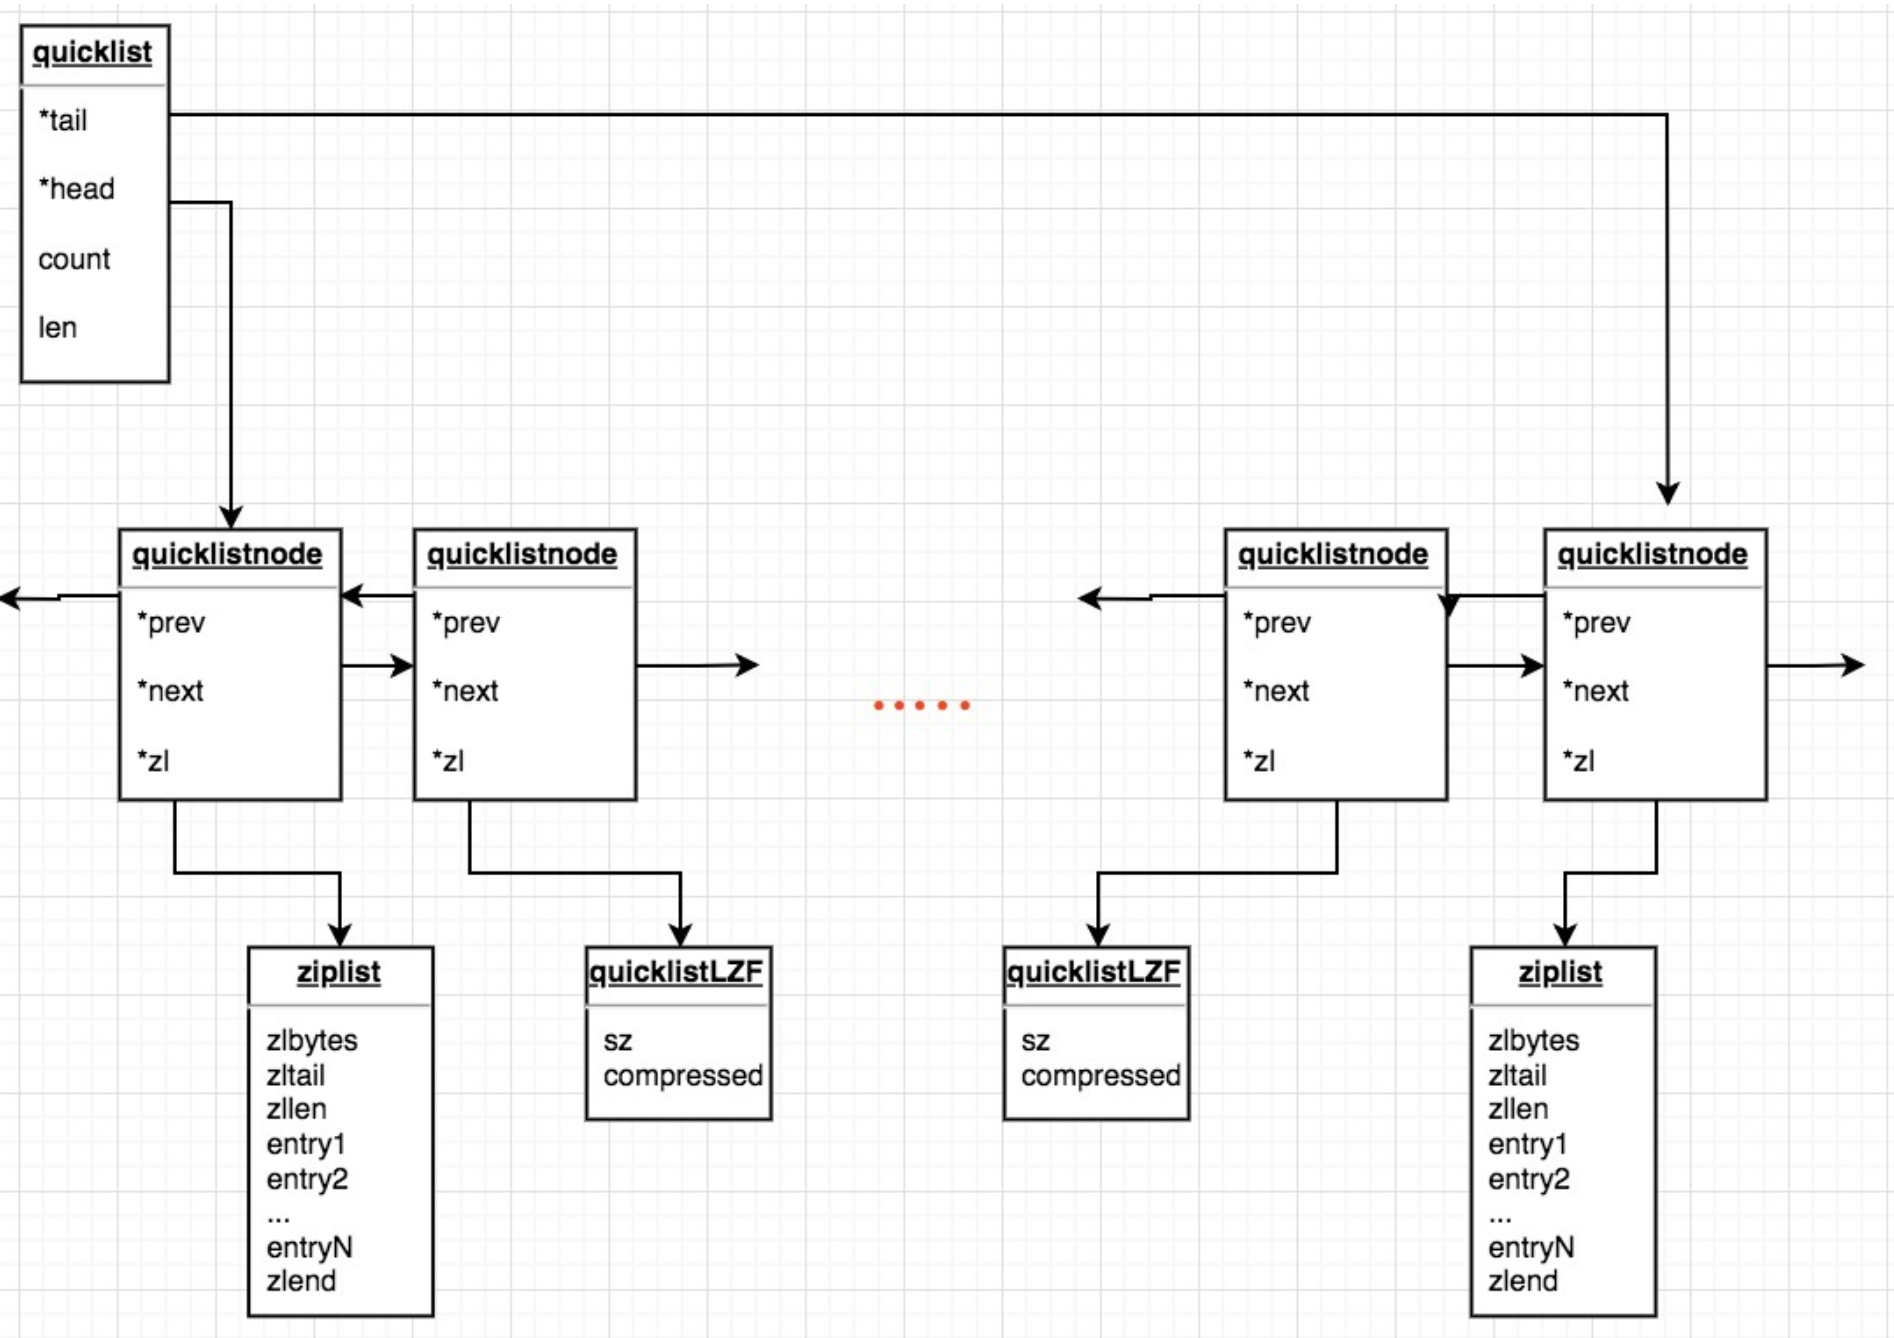 quicklist
*tail
*head
count
len
quicklistnode
*prev
*next
*zl
quicklistnode
*prev
*next
*zl
.....
quicklistnode
*prev
*next
*zl
quicklistnode
*prev
*next
*zl
ziplist
zlbytes
zltail
zllen
entry1
entry2
...
entryN
zlend
quicklistLZF
sz
compressed
quicklistLZF
sz
compressed
ziplist
zlbytes
zltail
zllen
entry1
entry2
...
entryN
zlend